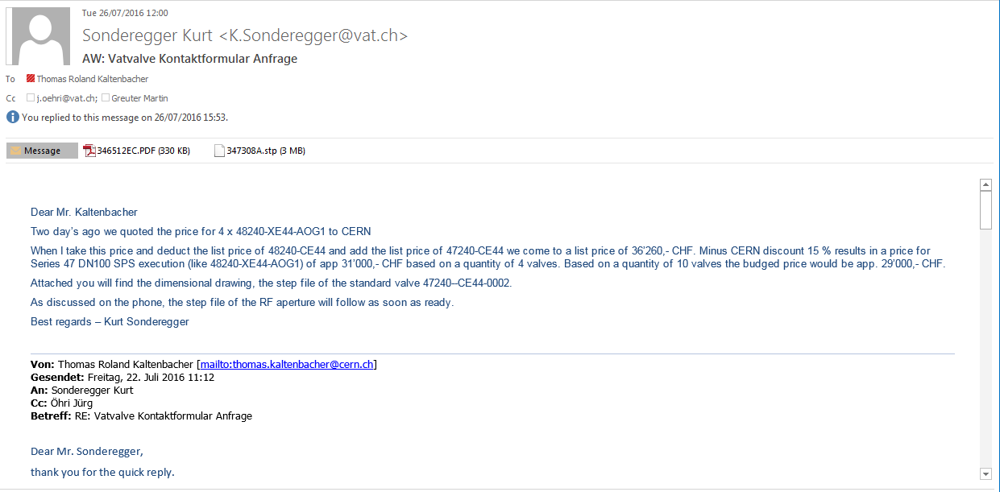 Tue 26/07/2016 12:00
Sonderegger Kurt <K.Sonderegger@vat.ch>
AW: Vatvalve Kontaktformular Anfrage
To Thomas Roland Kaltenbacher
Cc j.oehri@vat.ch; Greuter Martin
You replied to this message on 26/07/2016 15:53.
Message 346512EC.PDF (330 KB) 347308A.stp (3 MB)
Dear Mr. Kaltenbacher
Two day's ago we quoted the price for 4 x 48240-XE44-AOG1 to CERN
When I take this price and deduct the list price of 48240-CE44 and add the list price of 47240-CE44 we come to a list price of 36'260,- CHF. Minus CERN discount 15 % results in a price for
Series 47 DN100 SPS execution (like 48240-XE44-AOG1) of app 31'000,- CHF based on a quantity of 4 valves. Based on a quantity of 10 valves the budged price would be app. 29'000,- CHF.
Attached you will find the dimensional drawing, the step file of the standard valve 47240--CE44-0002.
As discussed on the phone, the step file of the RF aperture will follow as soon as ready.
Best regards – Kurt Sonderegger
Von: Thomas Roland Kaltenbacher [mailto:thomas.kaltenbacher@cern.ch]
Gesendet: Freitag, 22. Juli 2016 11:12
An: Sonderegger Kurt
Cc: Öhri Jürg
Betreff: RE: Vatvalve Kontaktformular Anfrage
Dear Mr. Sonderegger,
thank you for the quick reply.